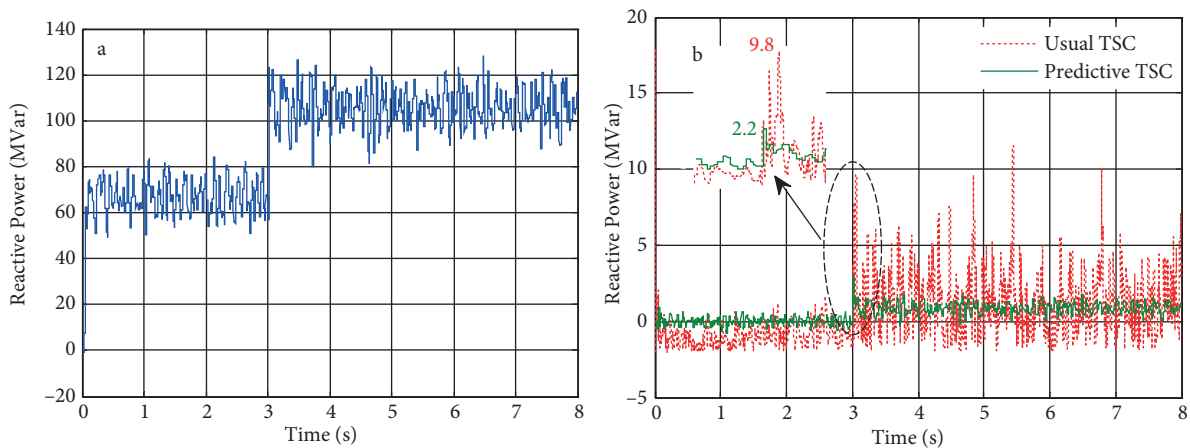 a
Reactive Power (MVar)
140
120
100
80
60
40
20
0
–20
0 1 2 3 4 5 6 7 8
Time (s)
b
Reactive Power (MVar)
20
15
10
5
0
–5
0 1 2 3 4 5 6 7 8
Time (s)
9.8
2.2
Usual TSC
Predictive TSC